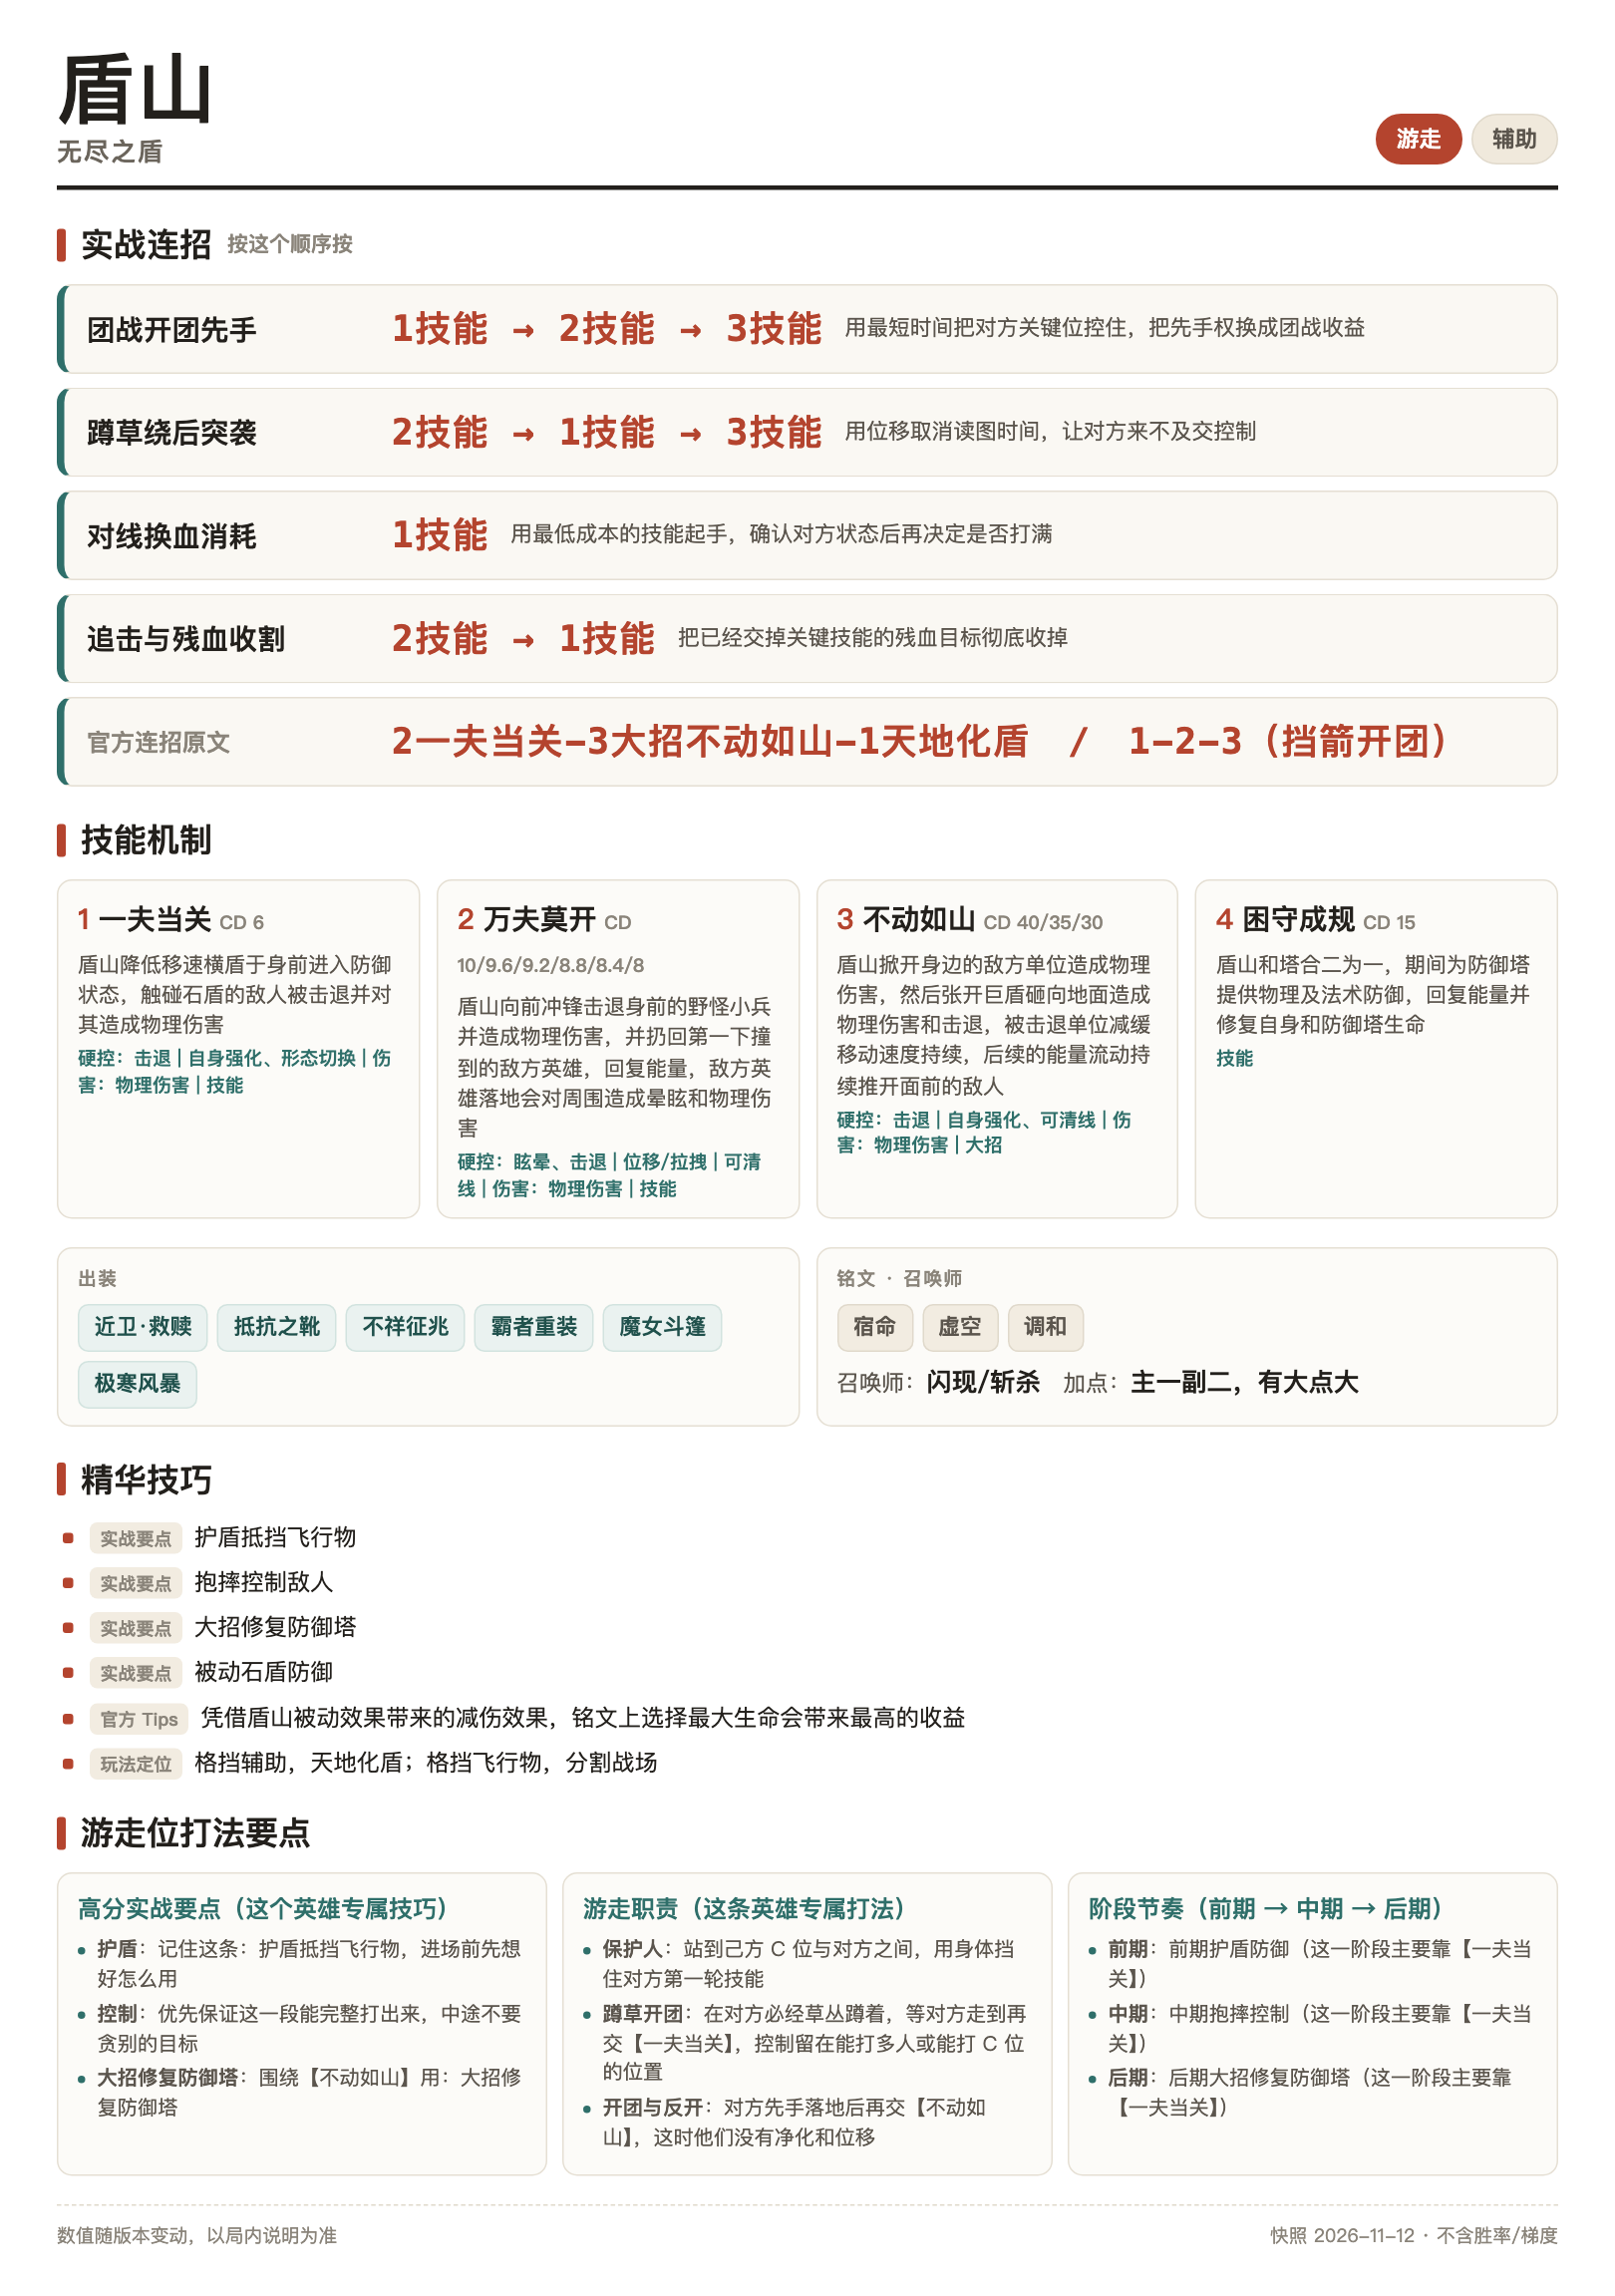 盾山
无尽之盾
游走 辅助
实战连招 按这个顺序按
团战开团先手 1技能 → 2技能 → 3技能 用最短时间把对方关键位控住，把先手权换成团战收益
蹲草绕后突袭 2技能 → 1技能 → 3技能 用位移取消读图时间，让对方来不及交控制
对线换血消耗 1技能 用最低成本的技能起手，确认对方状态后再决定是否打满
追击与残血收割 2技能 → 1技能 把已经交掉关键技能的残血目标彻底收掉
官方连招原文 2一夫当关-3大招不动如山-1天地化盾 / 1-2-3（挡箭开团）
技能机制
1 一夫当关 CD 6
盾山降低移速横盾于身前进入防御
状态，触碰石盾的敌人被击退并对
其造成物理伤害
硬控：击退 | 自身强化、形态切换 | 伤
害：物理伤害 | 技能
2 万夫莫开 CD
10/9.6/9.2/8.8/8.4/8
盾山向前冲锋击退身前的野怪小兵
并造成物理伤害，并扔回第一下撞
到的敌方英雄，回复能量，敌方英
雄落地会对周围造成晕眩和物理伤
害
硬控：眩晕、击退 | 位移/拉拽 | 可清
线 | 伤害：物理伤害 | 技能
3 不动如山 CD 40/35/30
盾山掀开身边的敌方单位造成物理
伤害，然后张开巨盾砸向地面造成
物理伤害和击退，被击退单位减缓
移动速度持续，后续的能量流动持
续推开面前的敌人
硬控：击退 | 自身强化、可清线 | 伤
害：物理伤害 | 大招
4 困守成规 CD 15
盾山和塔合二为一，期间为防御塔
提供物理及法术防御，回复能量并
修复自身和防御塔生命
技能
出装
近卫·救赎 抵抗之靴 不祥征兆 霸者重装 魔女斗篷
极寒风暴
铭文 · 召唤师
宿命 虚空 调和
召唤师：闪现/斩杀 加点：主一副二，有大点大
精华技巧
实战要点 护盾抵挡飞行物
实战要点 抱摔控制敌人
实战要点 大招修复防御塔
实战要点 被动石盾防御
官方 Tips 凭借盾山被动效果带来的减伤效果，铭文上选择最大生命会带来最高的收益
玩法定位 格挡辅助，天地化盾；格挡飞行物，分割战场
游走位打法要点
高分实战要点（这个英雄专属技巧）
护盾：记住这条：护盾抵挡飞行物，进场前先想
好怎么用
控制：优先保证这一段能完整打出来，中途不要
贪别的目标
大招修复防御塔：围绕【不动如山】用：大招修
复防御塔
游走职责（这条英雄专属打法）
保护人：站到己方 C 位与对方之间，用身体挡
住对方第一轮技能
蹲草开团：在对方必经草丛蹲着，等对方走到再
交【一夫当关】，控制留在能打多人或能打 C 位
的位置
开团与反开：对方先手落地后再交【不动如
山】，这时他们没有净化和位移
阶段节奏（前期 → 中期 → 后期）
前期：前期护盾防御（这一阶段主要靠【一夫当
关】）
中期：中期抱摔控制（这一阶段主要靠【一夫当
关】）
后期：后期大招修复防御塔（这一阶段主要靠
【一夫当关】）
数值随版本变动，以局内说明为准
快照 2026-11-12 · 不含胜率/梯度